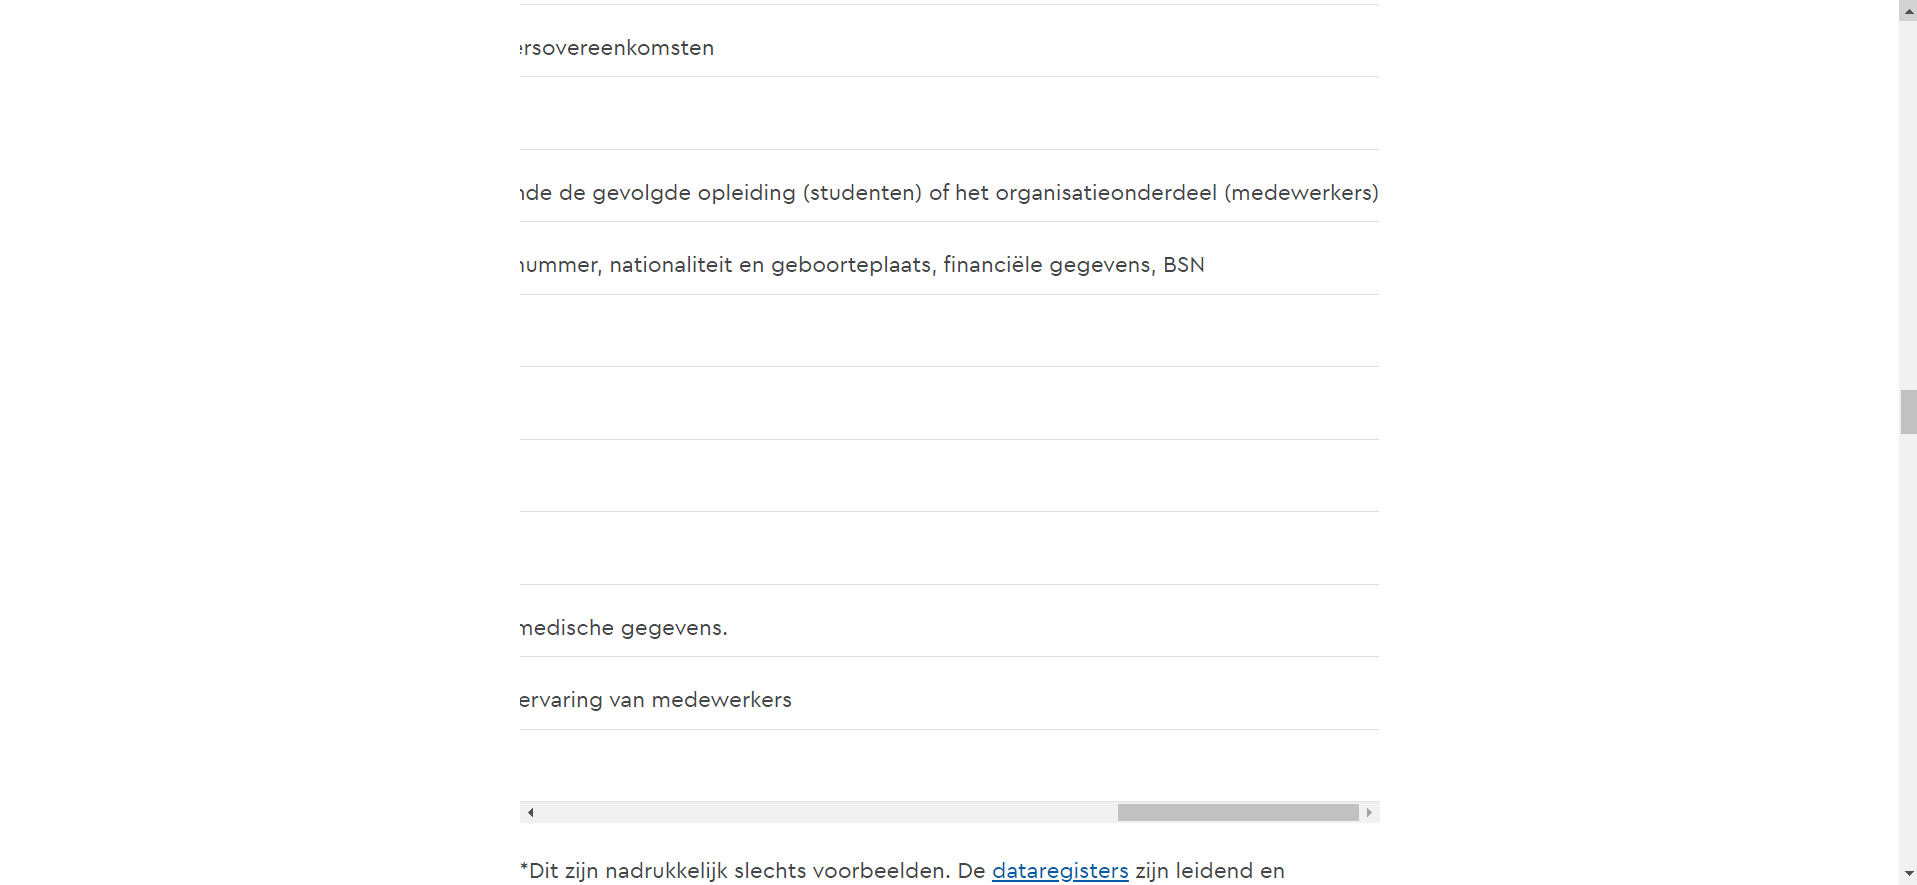 ersovereenkomsten
nde de gevolgde opleiding (studenten) of het organisatieonderdeel (medewerkers)
nummer, nationaliteit en geboorteplaats, financiële gegevens, BSN
medische gegevens.
ervaring van medewerkers
*Dit zijn nadrukkelijk slechts voorbeelden. De dataregisters zijn leidend en